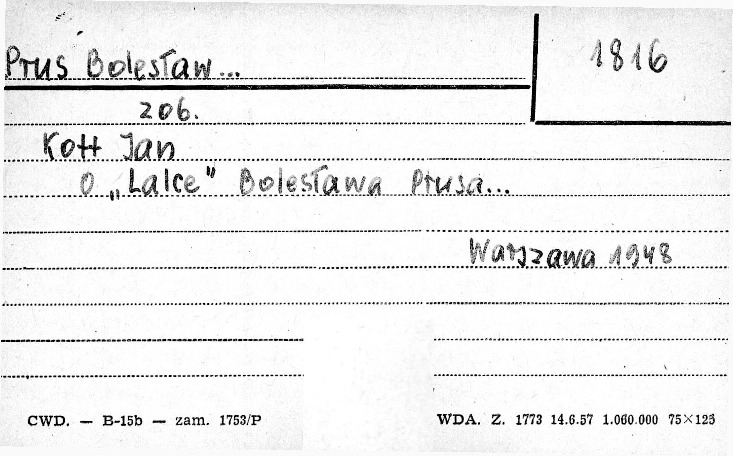 Prus Bolesław...
1816
206.
Kott Jan
O „Lalce" Bolesława Prusa...
Warszawa 1948
CWD. — B-15b — zam. 1753/P
WDA. Z. 1773 14.6.57 1.060.000 75×125